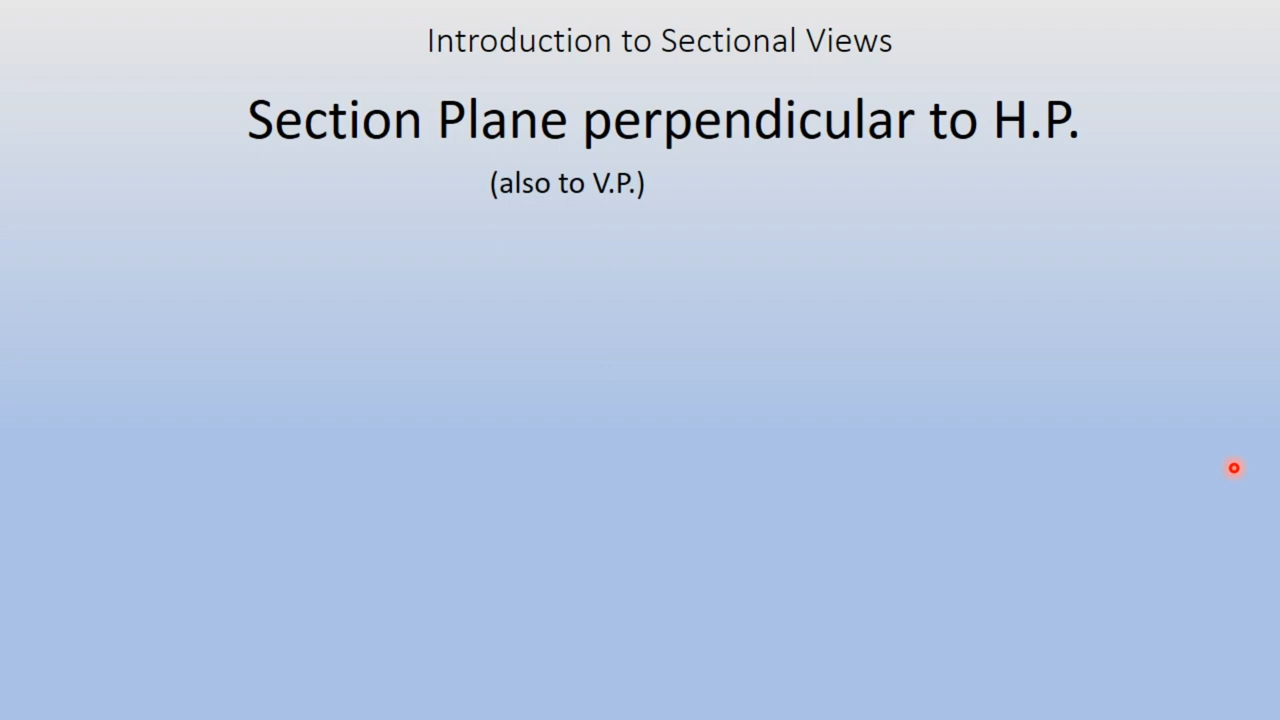 Introduction to Sectional Views
Section Plane perpendicular to H.P.
(also to V.P.)